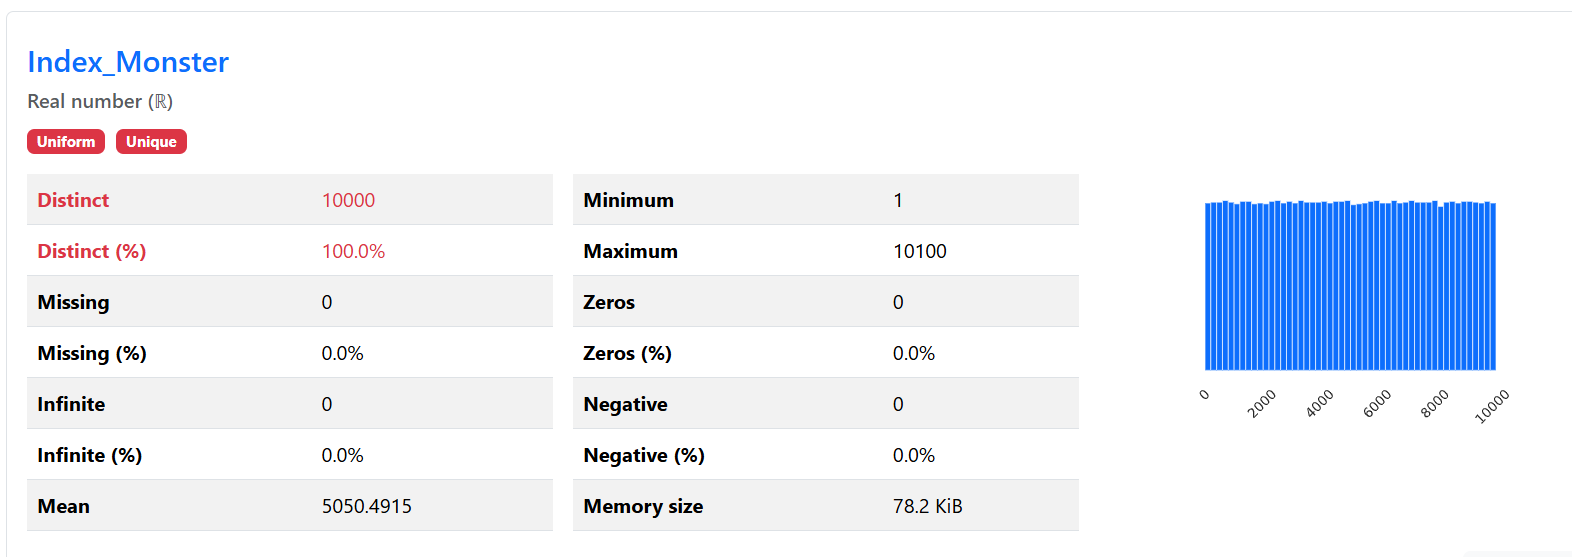 Index_Monster
Real number (ℝ)
Uniform Unique
Distinct 10000
Distinct (%) 100.0%
Missing 0
Missing (%) 0.0%
Infinite 0
Infinite (%) 0.0%
Mean 5050.4915
Minimum 1
Maximum 10100
Zeros 0
Zeros (%) 0.0%
Negative 0
Negative (%) 0.0%
Memory size 78.2 KiB
0 2000 4000 6000 8000 10000